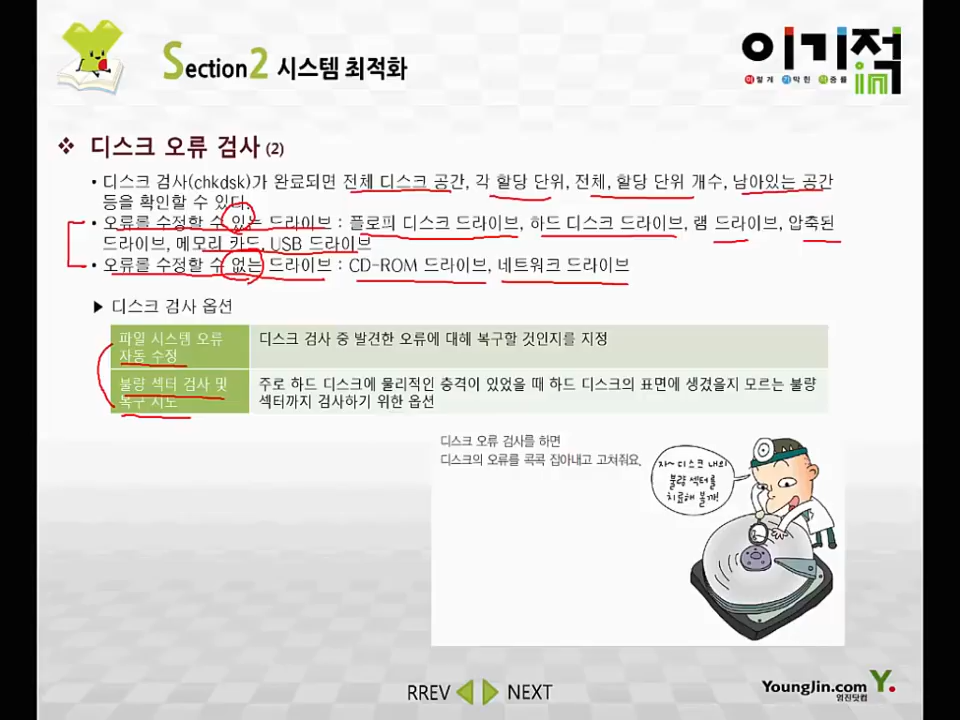 Section2 시스템 최적화
이기적in
이렇게 기막힌 적중률
❖ 디스크 오류 검사 (2)
• 디스크 검사(chkdsk)가 완료되면 전체 디스크 공간, 각 할당 단위, 전체, 할당 단위 개수, 남아있는 공간
등을 확인할 수 있다.
• 오류를 수정할 수 있는 드라이브 : 플로피 디스크 드라이브, 하드 디스크 드라이브, 램 드라이브, 압축된
드라이브, 메모리 카드, USB 드라이브
• 오류를 수정할 수 없는 드라이브 : CD-ROM 드라이브, 네트워크 드라이브
▶ 디스크 검사 옵션
파일 시스템 오류
자동 수정
디스크 검사 중 발견한 오류에 대해 복구할 것인지를 지정
불량 섹터 검사 및
복구 시도
주로 하드 디스크에 물리적인 충격이 있었을 때 하드 디스크의 표면에 생겼을지 모르는 불량
섹터까지 검사하기 위한 옵션
디스크 오류 검사를 하면
디스크의 오류를 콕콕 집아내고 고쳐줘요.
자~ 디스크 내의
불량 섹터를
치료해 볼까!
RREV NEXT
YoungJin.com Y.
영진닷컴